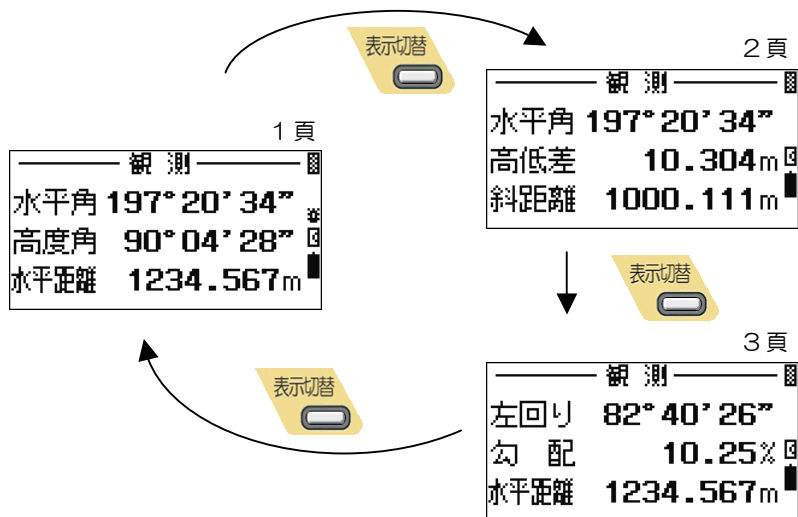 表示切替
1頁
観 測
水平角 197°20'34"
高度角 90°04'28"
水平距離 1234.567m
2頁
観 測
水平角 197°20'34"
高低差 10.304m
斜距離 1000.111m
表示切替
3頁
観 測
左回り 82°40'26"
勾 配 10.25%
水平距離 1234.567m
表示切替